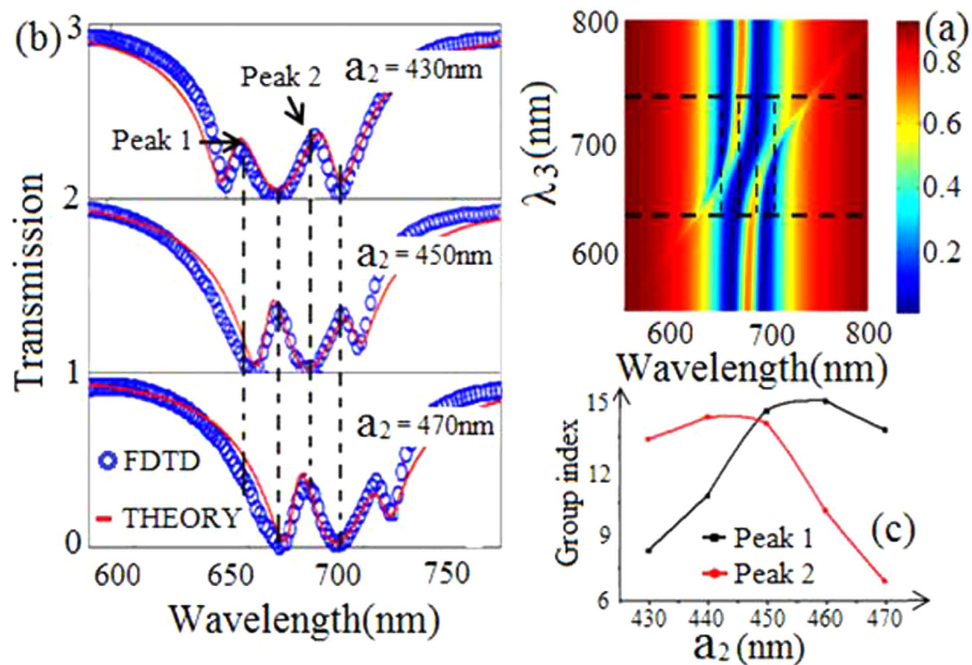 (b)
3
2
1
0
Transmission
a2 = 430nm
Peak 2
Peak 1
a2 = 450nm
a2 = 470nm
FDTD
THEORY
600 650 700 750
Wavelength(nm)
(a)
800
700
600
λ3(nm)
600 700 800
Wavelength(nm)
0.8
0.6
0.4
0.2
15
12
9
6
Group index
(c)
Peak 1
Peak 2
430 440 450 460 470
a2 (nm)